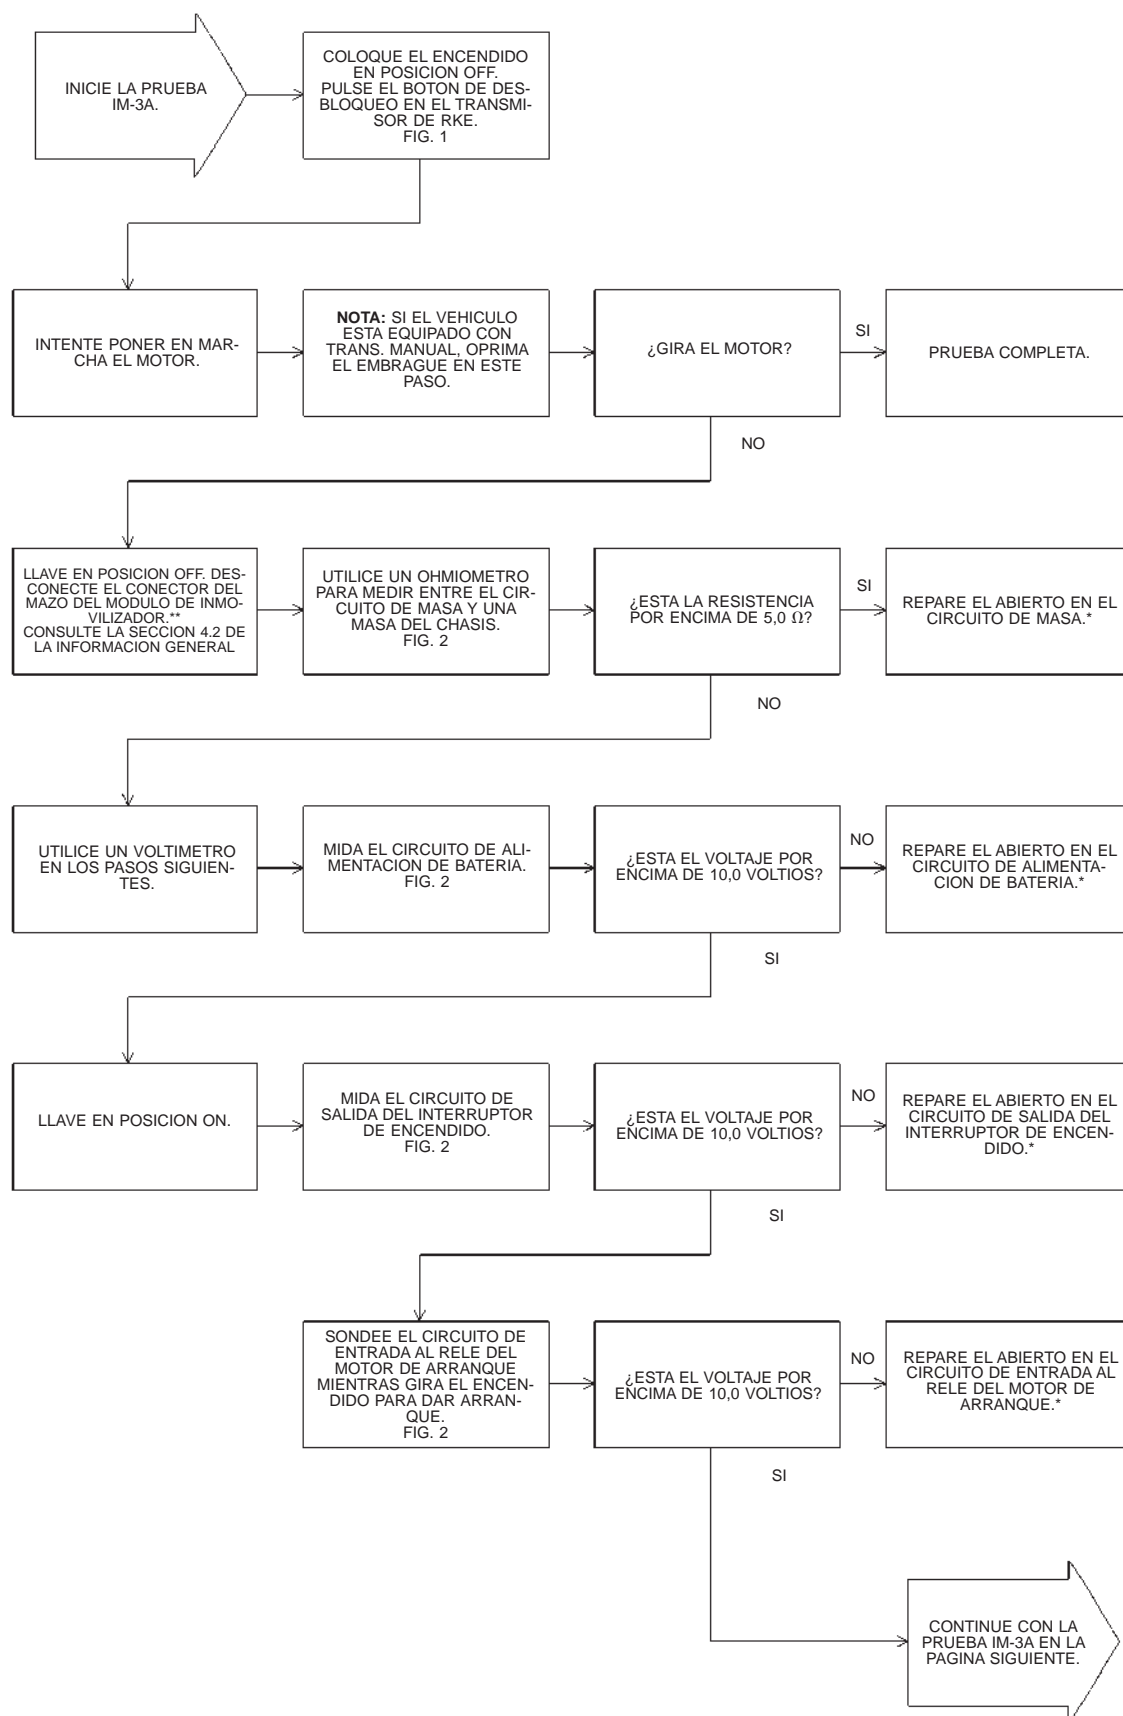 INICIE LA PRUEBA
IM-3A.
COLOQUE EL ENCENDIDO
EN POSICION OFF.
PULSE EL BOTON DE DES-
BLOQUEO EN EL TRANSMI-
SOR DE RKE.
FIG. 1
INTENTE PONER EN MAR-
CHA EL MOTOR.
NOTA: SI EL VEHICULO
ESTA EQUIPADO CON
TRANS. MANUAL, OPRIMA
EL EMBRAGUE EN ESTE
PASO.
¿GIRA EL MOTOR?
SI
PRUEBA COMPLETA.
NO
LLAVE EN POSICION OFF. DES-
CONECTE EL CONECTOR DEL
MAZO DEL MODULO DE INMO-
VILIZADOR.**
CONSULTE LA SECCION 4.2 DE
LA INFORMACION GENERAL
UTILICE UN OHMIOMETRO
PARA MEDIR ENTRE EL CIR-
CUITO DE MASA Y UNA
MASA DEL CHASIS.
FIG. 2
¿ESTA LA RESISTENCIA
POR ENCIMA DE 5,0 Ω?
SI
REPARE EL ABIERTO EN EL
CIRCUITO DE MASA.*
NO
UTILICE UN VOLTIMETRO
EN LOS PASOS SIGUIEN-
TES.
MIDA EL CIRCUITO DE ALI-
MENTACION DE BATERIA.
FIG. 2
¿ESTA EL VOLTAJE POR
ENCIMA DE 10,0 VOLTIOS?
NO
REPARE EL ABIERTO EN EL
CIRCUITO DE ALIMENTA-
CION DE BATERIA.*
SI
LLAVE EN POSICION ON.
MIDA EL CIRCUITO DE
SALIDA DEL INTERRUPTOR
DE ENCENDIDO.
FIG. 2
¿ESTA EL VOLTAJE POR
ENCIMA DE 10,0 VOLTIOS?
NO
REPARE EL ABIERTO EN EL
CIRCUITO DE SALIDA DEL
INTERRUPTOR DE ENCEN-
DIDO.*
SI
SONDEE EL CIRCUITO DE
ENTRADA AL RELE DEL
MOTOR DE ARRANQUE
MIENTRAS GIRA EL ENCEN-
DIDO PARA DAR ARRAN-
QUE.
FIG. 2
¿ESTA EL VOLTAJE POR
ENCIMA DE 10,0 VOLTIOS?
NO
REPARE EL ABIERTO EN EL
CIRCUITO DE ENTRADA AL
RELE DEL MOTOR DE
ARRANQUE.*
SI
CONTINUE CON LA
PRUEBA IM-3A EN LA
PAGINA SIGUIENTE.